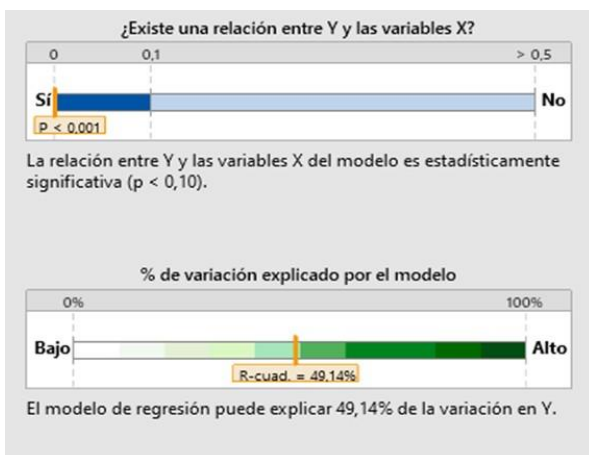 ¿Existe una relación entre Y y las variables X?
0 0,1 > 0,5
Sí No
P < 0,001
La relación entre Y y las variables X del modelo es estadísticamente
significativa (p < 0,10).
% de variación explicado por el modelo
0% 100%
Bajo Alto
R-cuad. = 49,14%
El modelo de regresión puede explicar 49,14% de la variación en Y.